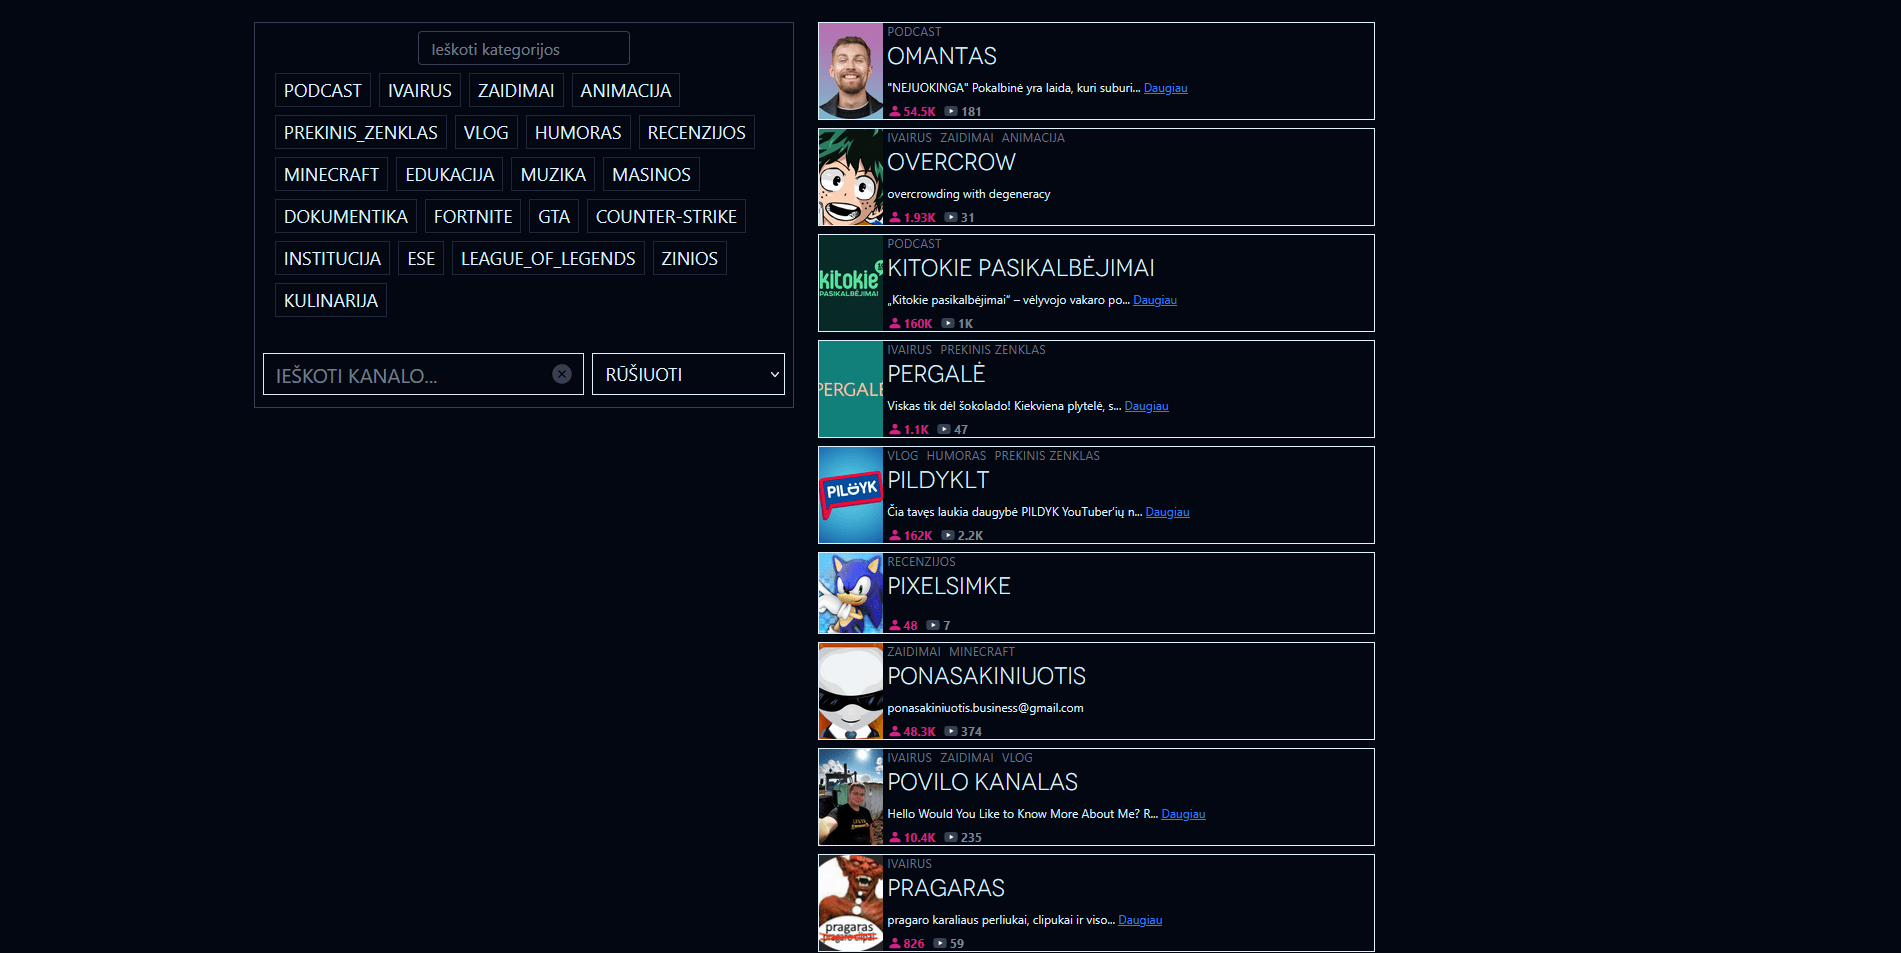 Ieškoti kategorijos
PODCAST IVAIRUS ZAIDIMAI ANIMACIJA
PREKINIS_ZENKLAS VLOG HUMORAS RECENZIJOS
MINECRAFT EDUKACIJA MUZIKA MASINOS
DOKUMENTIKA FORTNITE GTA COUNTER-STRIKE
INSTITUCIJA ESE LEAGUE_OF_LEGENDS ZINIOS
KULINARIJA
IEŠKOTI KANALO... RŪŠIUOTI
PODCAST
OMANTAS
"NEJUOKINGA" Pokalbinė yra laida, kuri suburi... Daugiau
54.5K 181
IVAIRUS ZAIDIMAI ANIMACIJA
OVERCROW
overcrowding with degeneracy
1.93K 31
PODCAST
kitokie
PASIKALBĖJIMAI
KITOKIE PASIKALBĖJIMAI
„Kitokie pasikalbėjimai“ – vėlyvojo vakaro po... Daugiau
160K 1K
IVAIRUS PREKINIS ZENKLAS
PERGALĖ
PERGALĖ
Viskas tik dėl šokolado! Kiekviena plytelė, s... Daugiau
1.1K 47
VLOG HUMORAS PREKINIS ZENKLAS
PILDYK
PILDYKLT
Čia tavęs laukia daugybė PILDYK YouTuber'ių n... Daugiau
162K 2.2K
RECENZIJOS
PIXELSIMKE
48 7
ZAIDIMAI MINECRAFT
PONASAKINIUOTIS
ponasakiniuotis.business@gmail.com
48.3K 374
IVAIRUS ZAIDIMAI VLOG
POVILO KANALAS
Hello Would You Like to Know More About Me? R... Daugiau
10.4K 235
IVAIRUS
PRAGARAS
pragaro karaliaus perliukai, clipukai ir viso... Daugiau
pragaras
826 59